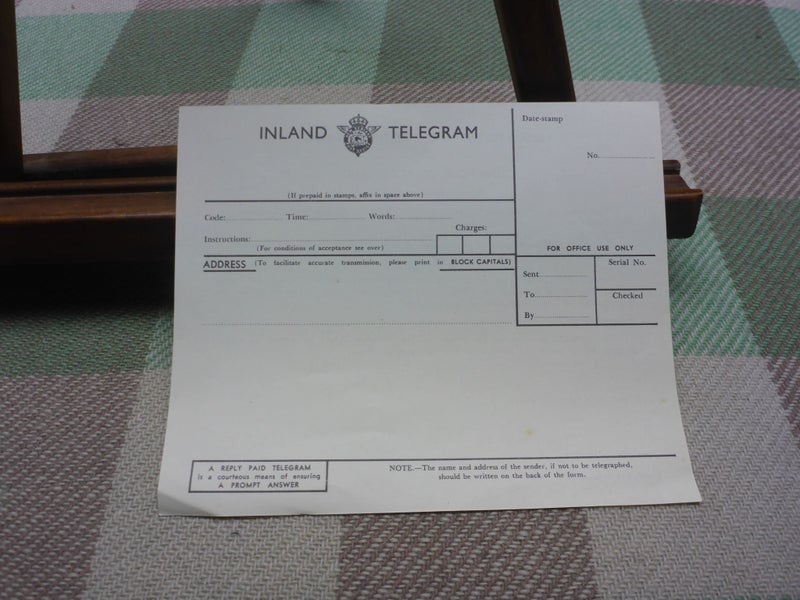 INLAND TELEGRAM
(If prepaid in stamps, affix in space above)
Code: Time: Words:
Charges:
Instructions:
(For conditions of acceptance see over)
ADDRESS (To facilitate accurate transmission, please print in BLOCK CAPITALS)
Date-stamp
No.
FOR OFFICE USE ONLY
Sent
To
By
Serial No.
Checked
A REPLY PAID TELEGRAM
is a courteous means of ensuring
A PROMPT ANSWER
NOTE.—The name and address of the sender, if not to be telegraphed,
should be written on the back of the form.